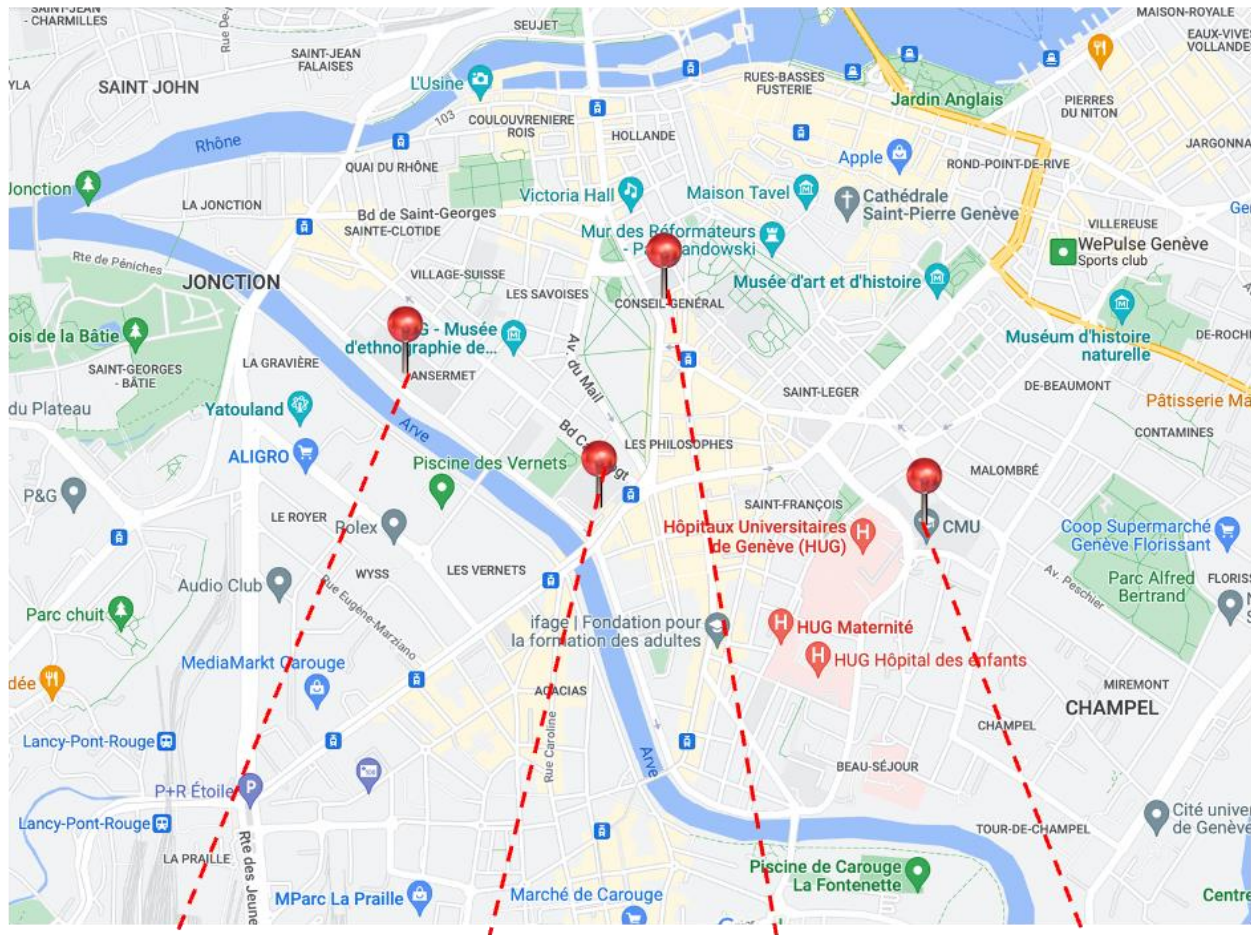 SAINT-JEAN
- CHARMILLES
Rue De-
SAINT-JEAN
FALAISES
SEUJET
MAISON-ROYALE
EAUX-VIVES
VOLLANDE
YLA
SAINT JOHN
L'Usine
103
COULOUVRENIERE
ROIS
RUES-BASSES
FUSTERIE
Jardin Anglais
PIERRES
DU NITON
Rhône
HOLLANDE
JARGONNA
QUAI DU RHÔNE
Apple
ROND-POINT-DE-RIVE
Jonction
LA JONCTION
Victoria Hall
Maison Tavel
Cathédrale
Saint-Pierre Genève
Bd de Saint-Georges
SAINTE-CLOTIDE
Mur des Réformateurs
VILLEREUSE
WePulse Genève
Sports club
Rte de Péniches
JONCTION
VILLAGE-SUISSE
LES SAVOISES
CONSEIL-GÉNÉRAL
Musée d'art et d'histoire
ois de la Bâtie
- Musée
d'ethnographie de...
Av. du Mail
Muséum d'histoire
naturelle
DE-ROCH
SAINT-GEORGES
- BÂTIE
LA GRAVIÈRE
ANSERMET
SAINT-LEGER
DE-BEAUMONT
du Plateau
Yatouland
Arve
Pâtisserie Ma
ALIGRO
Piscine des Vernets
LES PHILOSOPHES
CONTAMINES
MALOMBRÉ
P&G
LE ROYER
Rolex
SAINT-FRANÇOIS
Hôpitaux Universitaires
de Genève (HUG)
CMU
Coop Supermarché
Genève Florissant
Audio Club
WYSS
LES VERNETS
Av. Peschier
Parc Alfred
Bertrand
FLORISS
Parc chuit
Rue Eugène-Marziano
ifage | Fondation pour
la formation des adultes
HUG Maternité
HUG Hôpital des enfants
MediaMarkt Carouge
dée
ACACIAS
MIREMONT
CHAMPEL
CHAMPEL
Lancy-Pont-Rouge
Rue Caroline
Arve
BEAU-SÉJOUR
P+R Étoile
Cité univer
de Genève
Lancy-Pont-Rouge
TOUR-DE-CHAMPEL
LA PRAILLE
Rte des Jeune
Piscine de Carouge
La Fontenette
MParc La Praille
Marché de Carouge
Centre